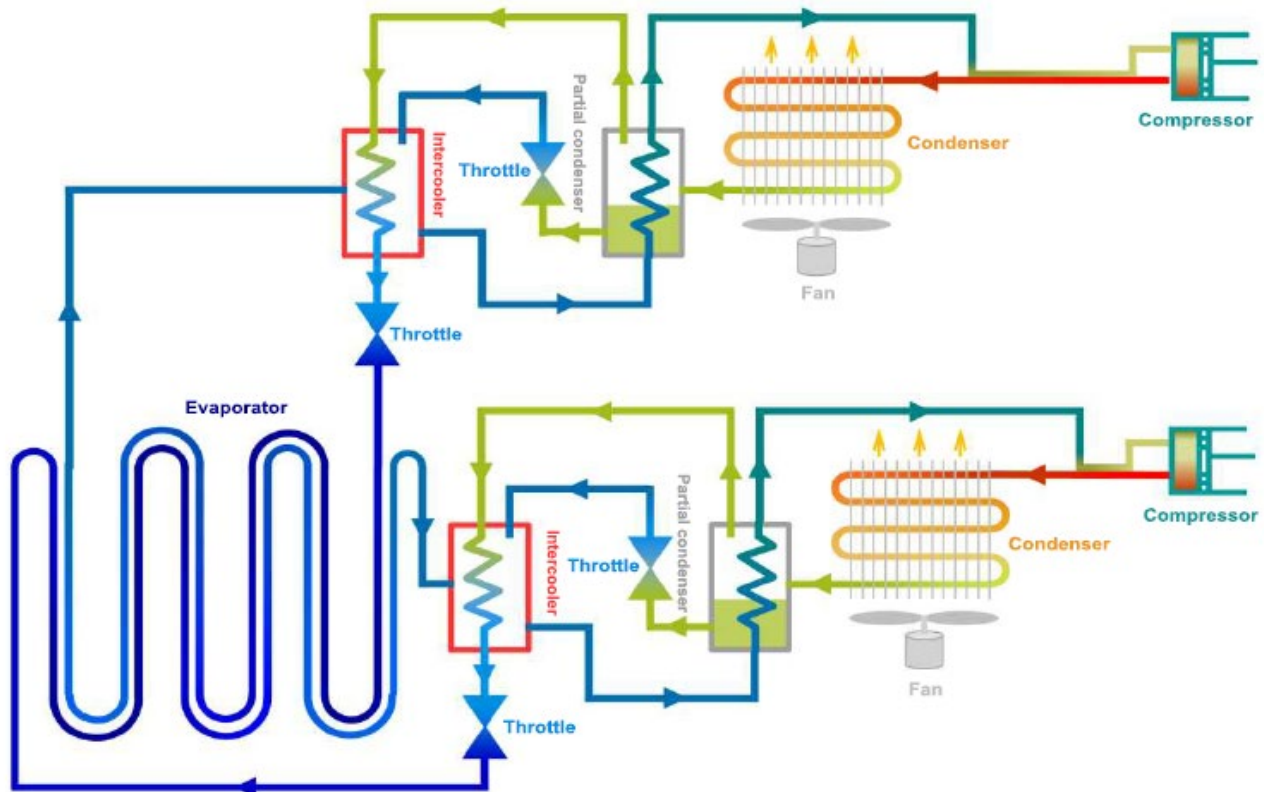 Compressor
Condenser
Partial condenser
Throttle
Intercooler
Fan
Throttle
Evaporator
Compressor
Condenser
Partial condenser
Throttle
Intercooler
Fan
Throttle